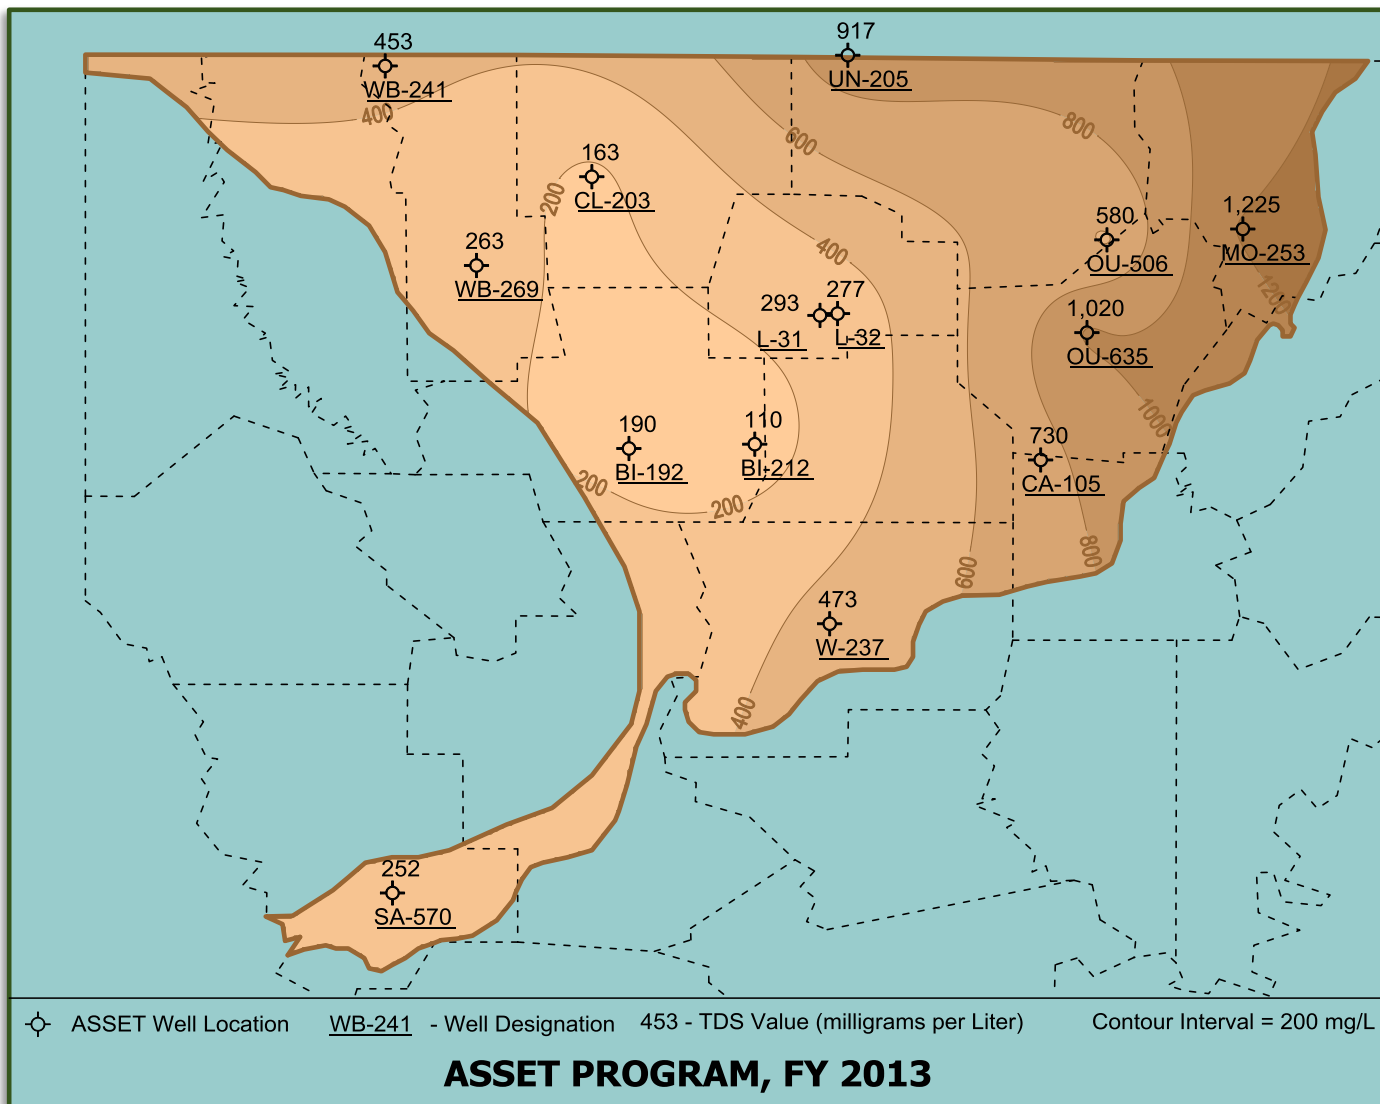 453
WB-241
917
UN-205
400
600
800
163
CL-203
200
263
WB-269
400
580
OU-506
1,225
MO-253
1200
293
L-31
277
L-32
1,020
OU-635
1000
190
BI-192
110
BI-212
200
200
730
CA-105
800
600
473
W-237
400
252
SA-570
ASSET Well Location WB-241 - Well Designation 453 - TDS Value (milligrams per Liter) Contour Interval = 200 mg/L
ASSET PROGRAM, FY 2013